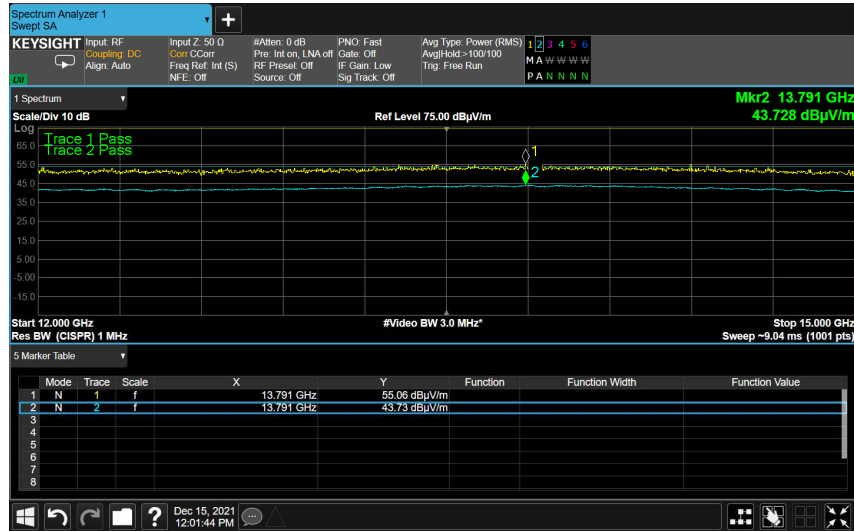 Spectrum Analyzer 1
Swept SA
KEYSIGHT Input: RF Input Z: 50 Ω #Atten: 0 dB PNO: Fast Avg Type: Power (RMS) 1 2 3 4 5 6
Coupling: DC Corr CCorr Pre: Int on, LNA off Gate: Off Avg|Hold:>100/100 M A W W W W
Align: Auto Freq Ref: Int (S) RF Presel: Off IF Gain: Low Trig: Free Run
LXI NFE: Off Source: Off Sig Track: Off P A N N N N
1 Spectrum Mkr2 13.791 GHz
Scale/Div 10 dB Ref Level 75.00 dBµV/m 43.728 dBµV/m
Log
Trace 1 Pass
Trace 2 Pass
65.0
55.0
45.0
35.0
25.0
15.0
5.00
-5.00
-15.0
1
2
Start 12.000 GHz #Video BW 3.0 MHz* Stop 15.000 GHz
Res BW (CISPR) 1 MHz Sweep ~9.04 ms (1001 pts)
5 Marker Table
Mode Trace Scale X Y Function Function Width Function Value
1 N 1 f 13.791 GHz 55.06 dBµV/m
2 N 2 f 13.791 GHz 43.73 dBµV/m
3
4
5
6
7
8
? Dec 15, 2021
12:01:44 PM